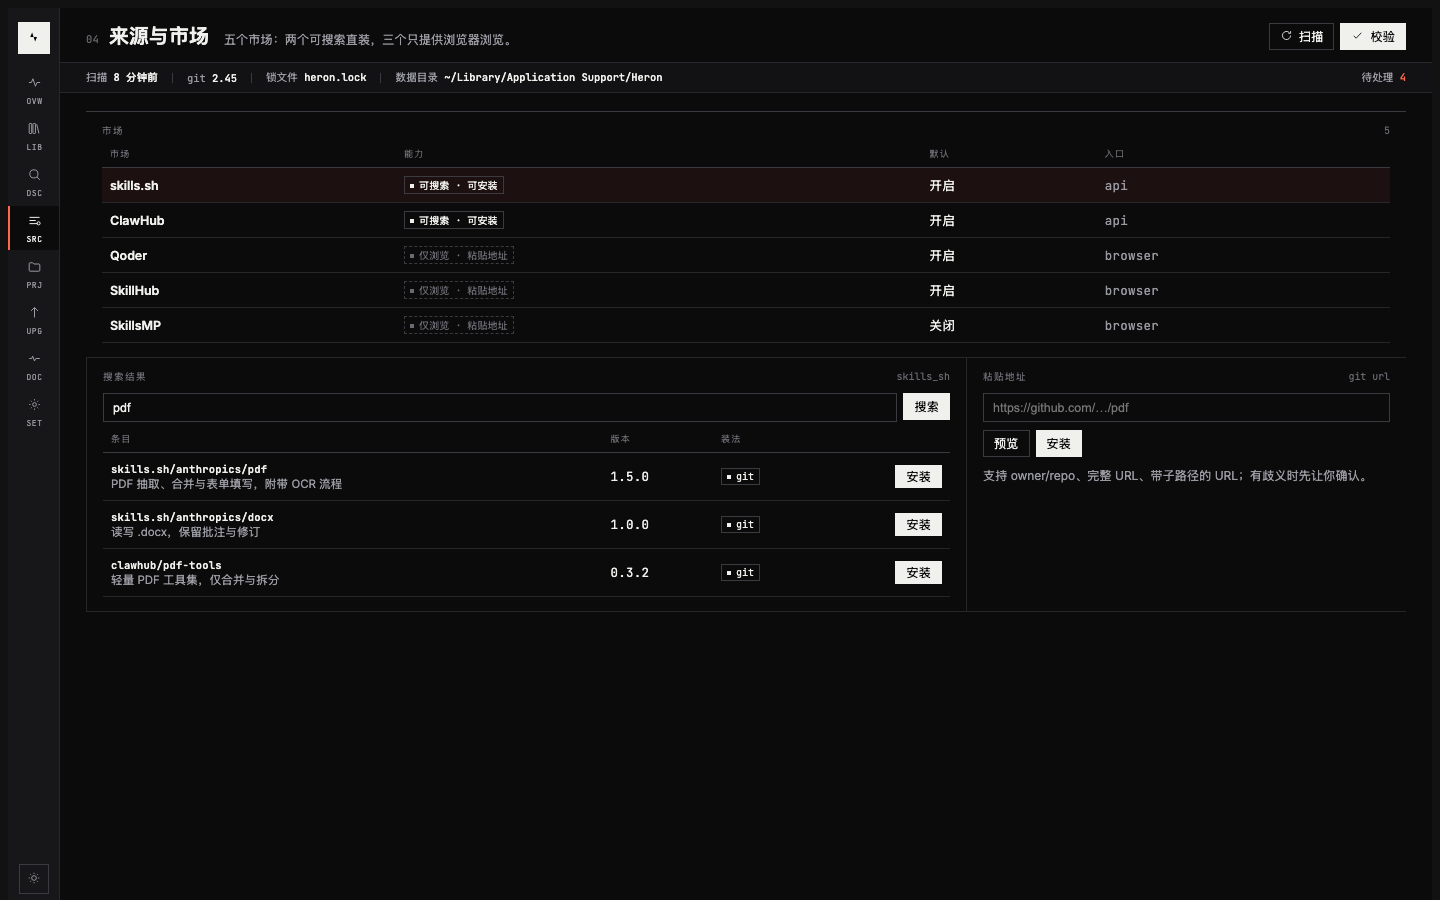 04 来源与市场 五个市场：两个可搜索直装，三个只提供浏览器浏览。
扫描 校验
扫描 8 分钟前 git 2.45 锁文件 heron.lock 数据目录 ~/Library/Application Support/Heron 待处理 4
OVW
LIB
DSC
SRC
PRJ
UPG
DOC
SET
市场 5
市场 能力 默认 入口
skills.sh 可搜索 · 可安装 开启 api
ClawHub 可搜索 · 可安装 开启 api
Qoder 仅浏览 · 粘贴地址 开启 browser
SkillHub 仅浏览 · 粘贴地址 开启 browser
SkillsMP 仅浏览 · 粘贴地址 关闭 browser
搜索结果 skills_sh
pdf 搜索
条目 版本 装法
skills.sh/anthropics/pdf
PDF 抽取、合并与表单填写，附带 OCR 流程
1.5.0 git 安装
skills.sh/anthropics/docx
读写 .docx，保留批注与修订
1.0.0 git 安装
clawhub/pdf-tools
轻量 PDF 工具集，仅合并与拆分
0.3.2 git 安装
粘贴地址 git url
https://github.com/…/pdf
预览 安装
支持 owner/repo、完整 URL、带子路径的 URL；有歧义时先让你确认。